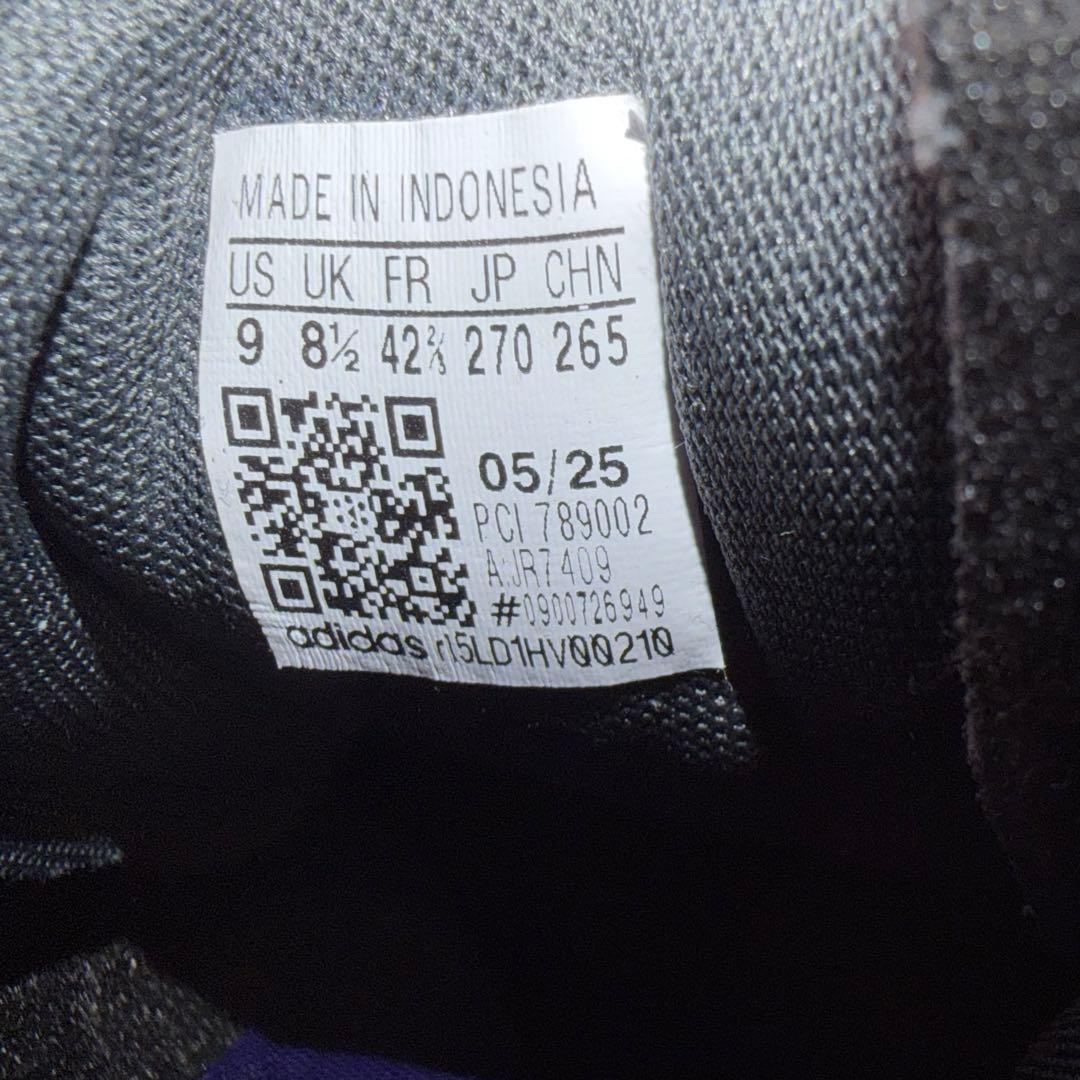 MADE IN INDONESIA
US UK FR JP CHN
9 8½ 42⅔ 270 265
05/25
PCI 789002
A:JR7409
#0900726949
adidas r15LD1HV00210